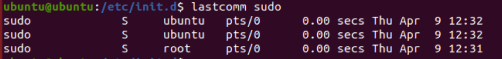 ubuntu@ubuntu:/etc/init.d$ lastcomm sudo
sudo S ubuntu pts/0 0.00 secs Thu Apr 9 12:32
sudo S ubuntu pts/0 0.00 secs Thu Apr 9 12:32
sudo S root pts/0 0.00 secs Thu Apr 9 12:31